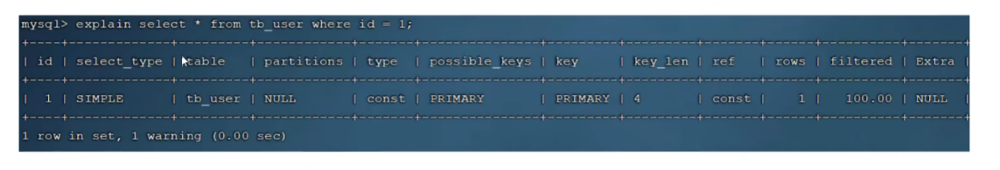 mysql> explain select * from tb_user where id = 1;
+----+-------------+---------+------------+-------+---------------+---------+---------+-------+------+----------+-------+
| id | select_type | table | partitions | type | possible_keys | key | key_len | ref | rows | filtered | Extra |
+----+-------------+---------+------------+-------+---------------+---------+---------+-------+------+----------+-------+
| 1 | SIMPLE | tb_user | NULL | const | PRIMARY | PRIMARY | 4 | const | 1 | 100.00 | NULL |
+----+-------------+---------+------------+-------+---------------+---------+---------+-------+------+----------+-------+
1 row in set, 1 warning (0.00 sec)